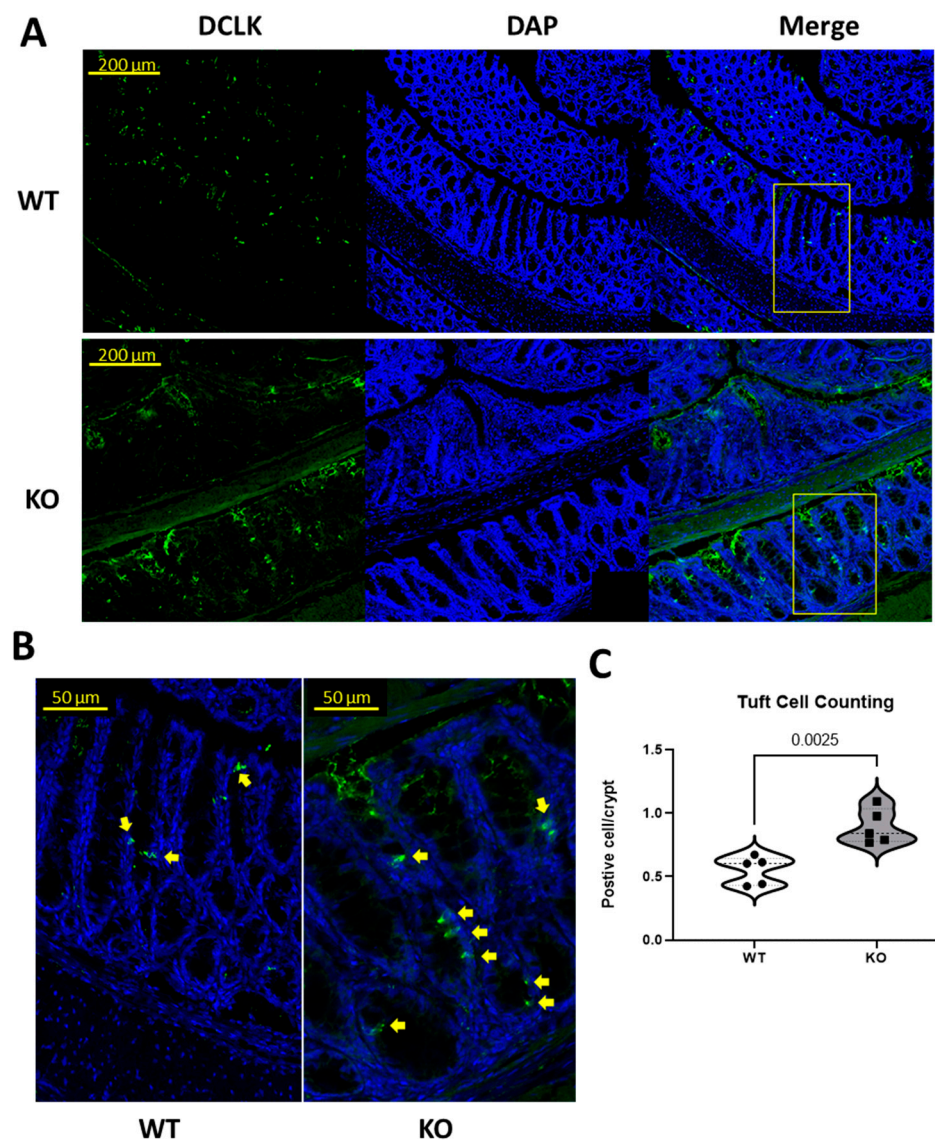 A
DCLK
DAP
Merge
200 µm
WT
200 µm
KO
B
50 µm
50 µm
WT
KO
C
Tuft Cell Counting
0.0025
Postive cell/crypt
1.5
1.0
0.5
0.0
WT
KO